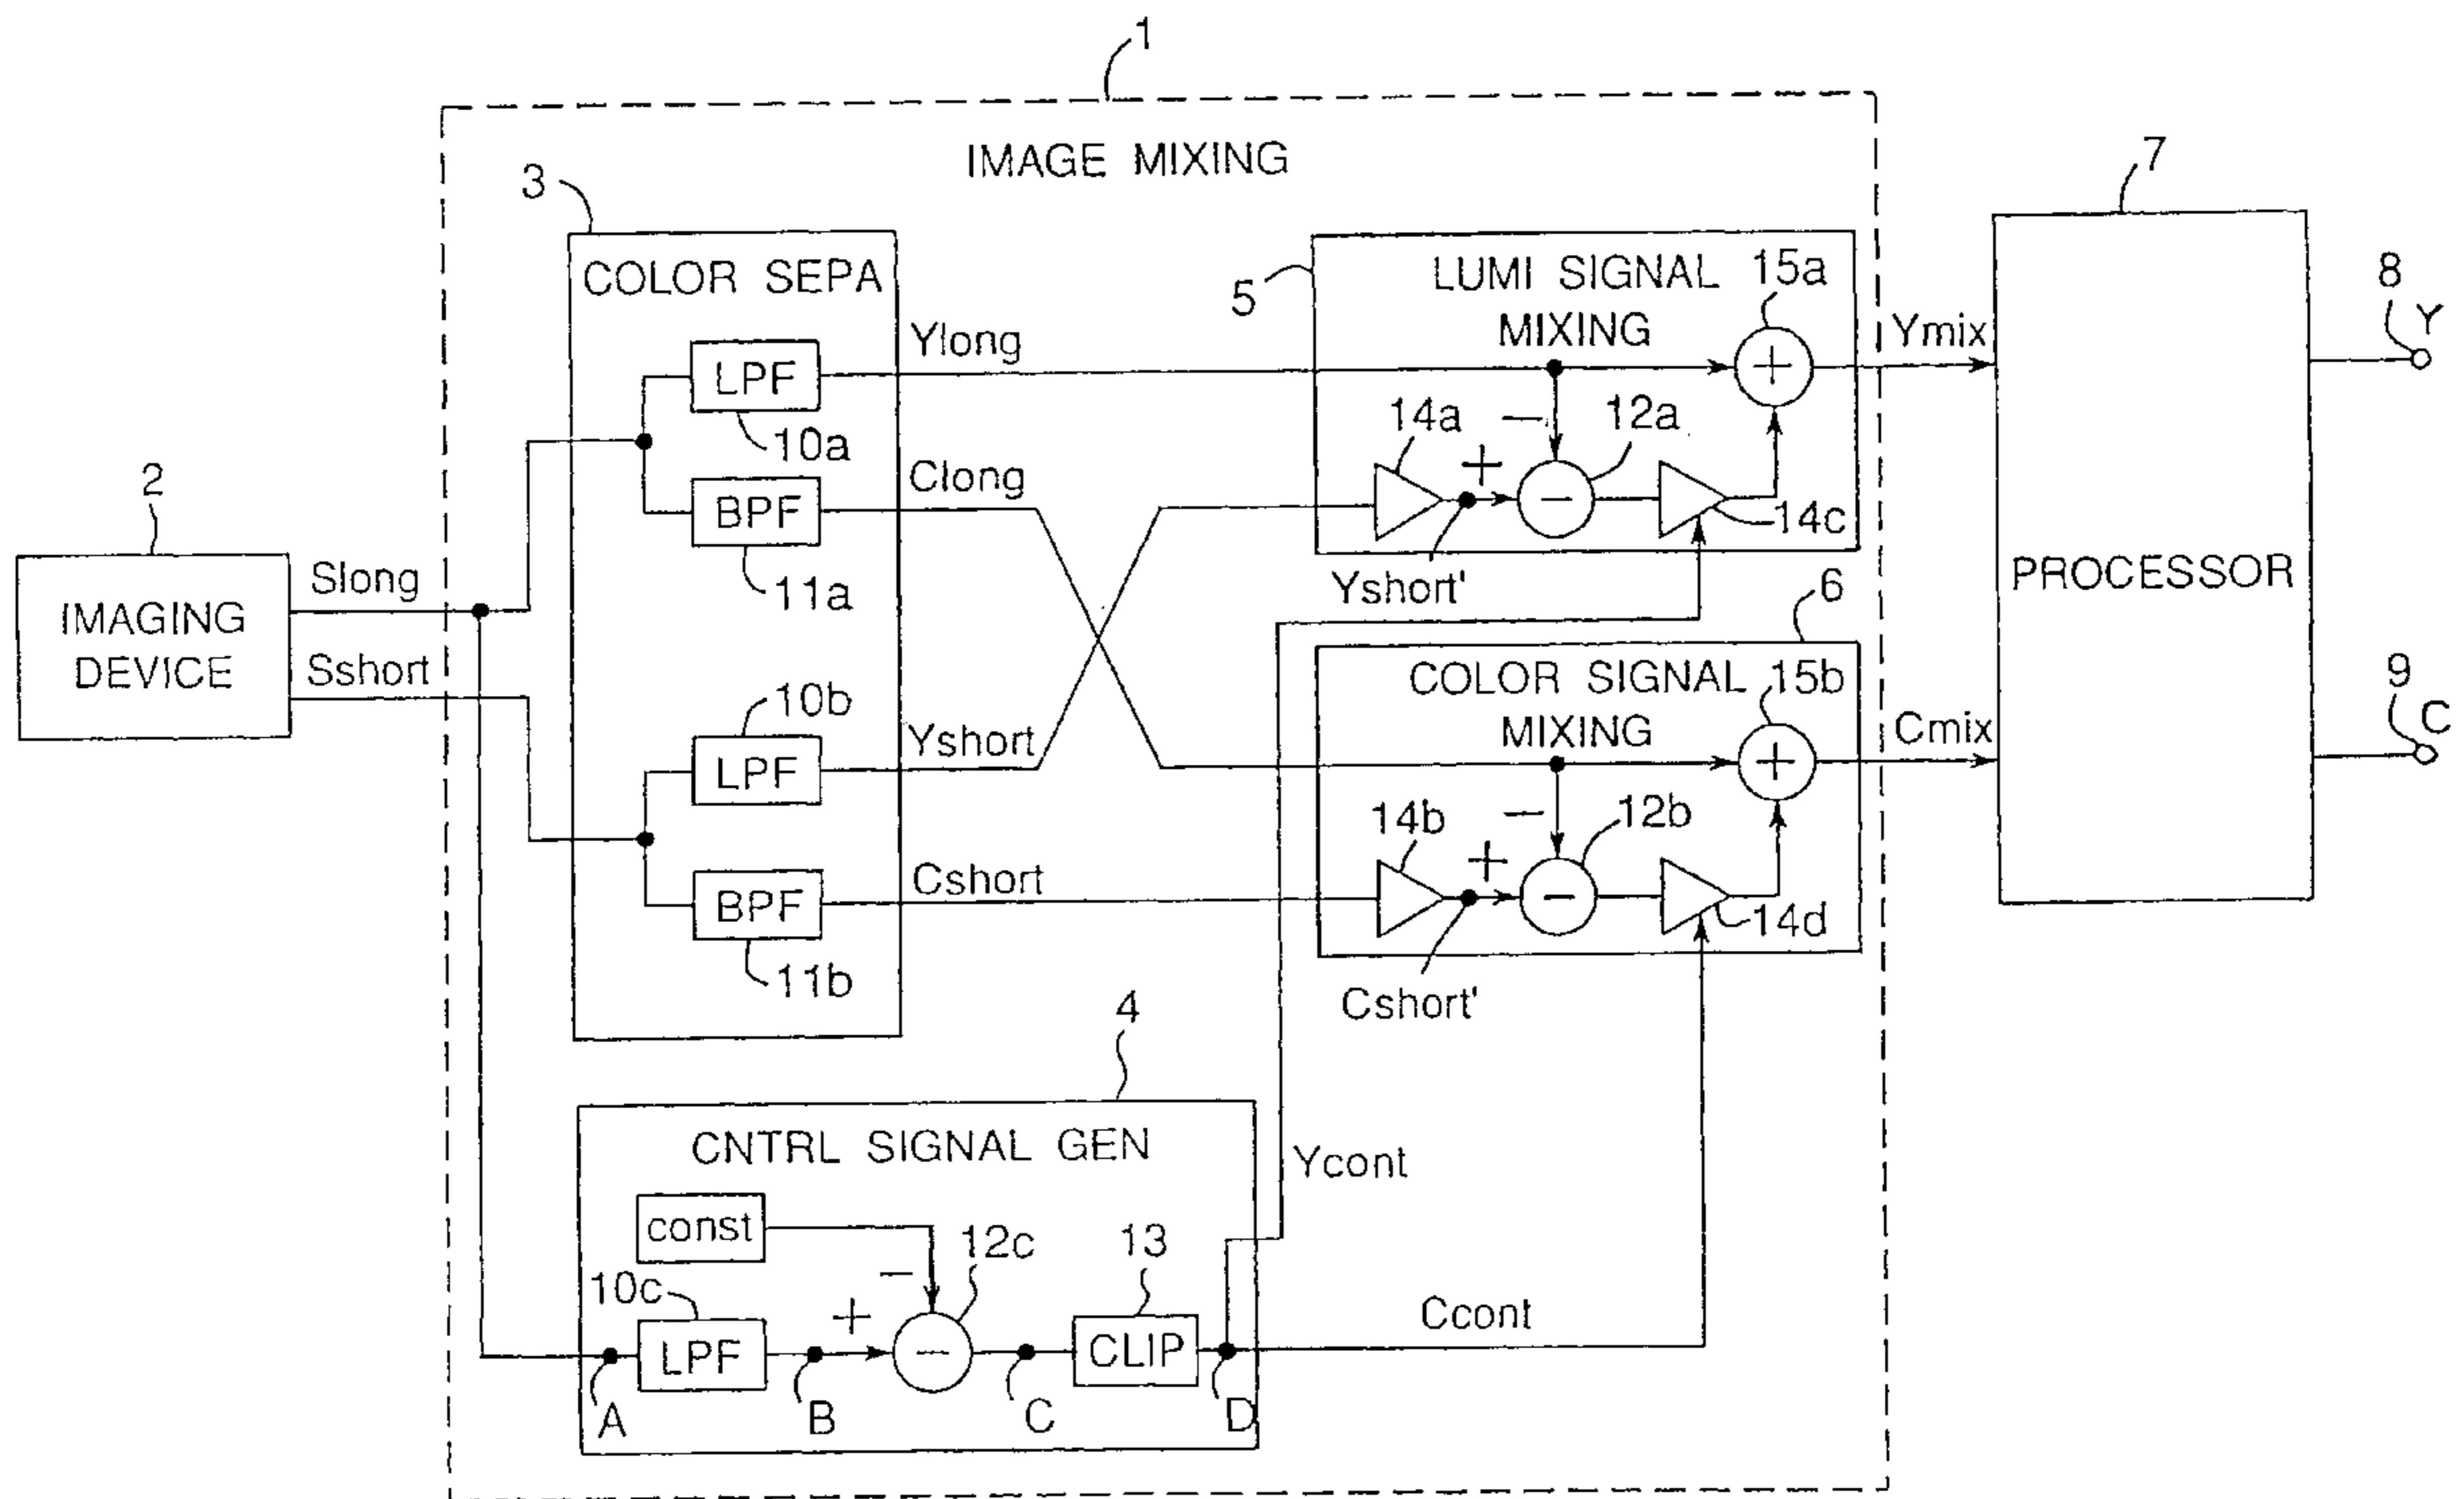 1
IMAGE MIXING
3
COLOR SEPA
LPF
10a
BPF
11a
10b
LPF
BPF
11b
2
IMAGING
DEVICE
Slong
Sshort
Ylong
Clong
Yshort
Cshort
5
LUMI SIGNAL
MIXING
15a
14a
+
−
12a
−
+
14c
Yshort'
6
COLOR SIGNAL
MIXING
15b
14b
+
−
12b
−
+
14d
Cshort'
Ymix
Cmix
7
PROCESSOR
8
Y
9
C
4
CNTRL SIGNAL GEN
const
10c
LPF
−
+
12c
−
13
CLIP
A
B
C
D
Ycont
Ccont